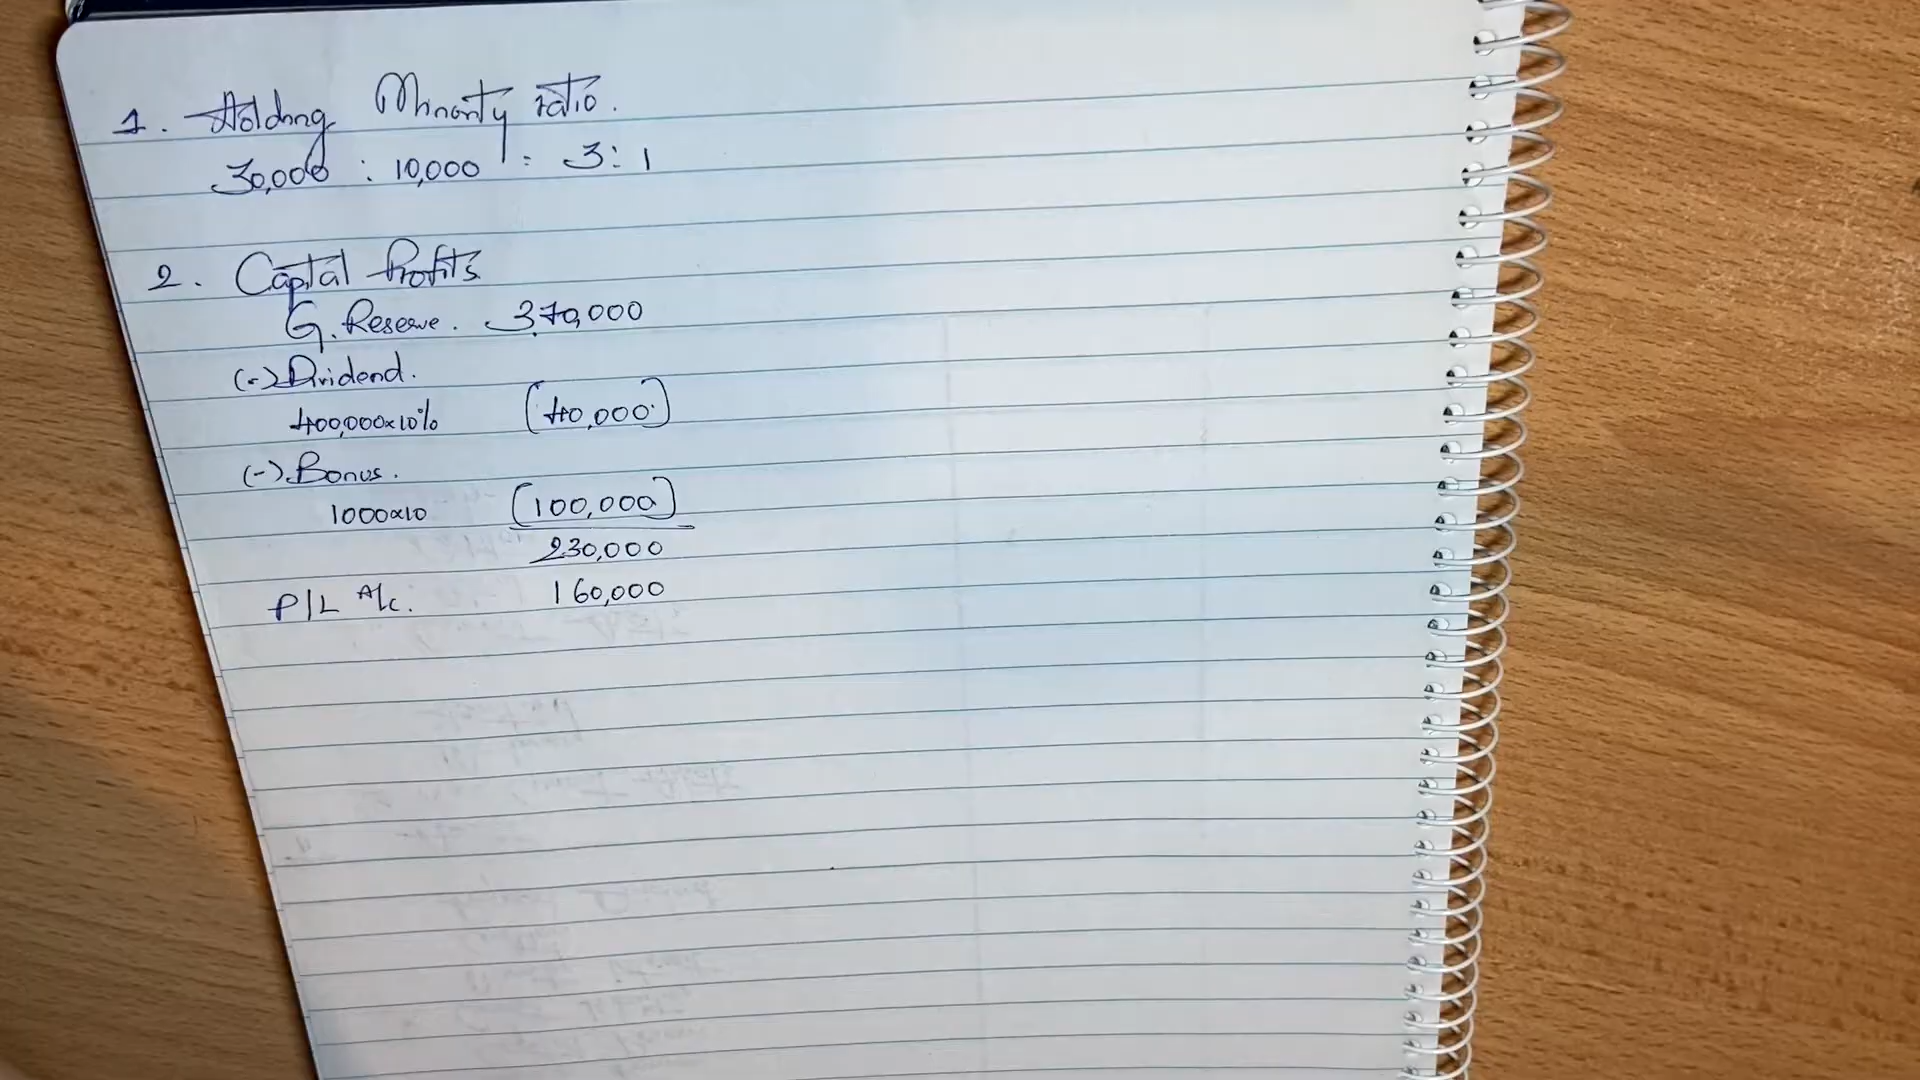 1. Holding Minority ratio.
30,000 : 10,000 = 3:1
2. Capital Profits
G. Reserve. 370,000
(-) Dividend.
400,000x10% (40,000)
(-) Bonus.
1000x10 (100,000)
230,000
P/L A/c. 160,000